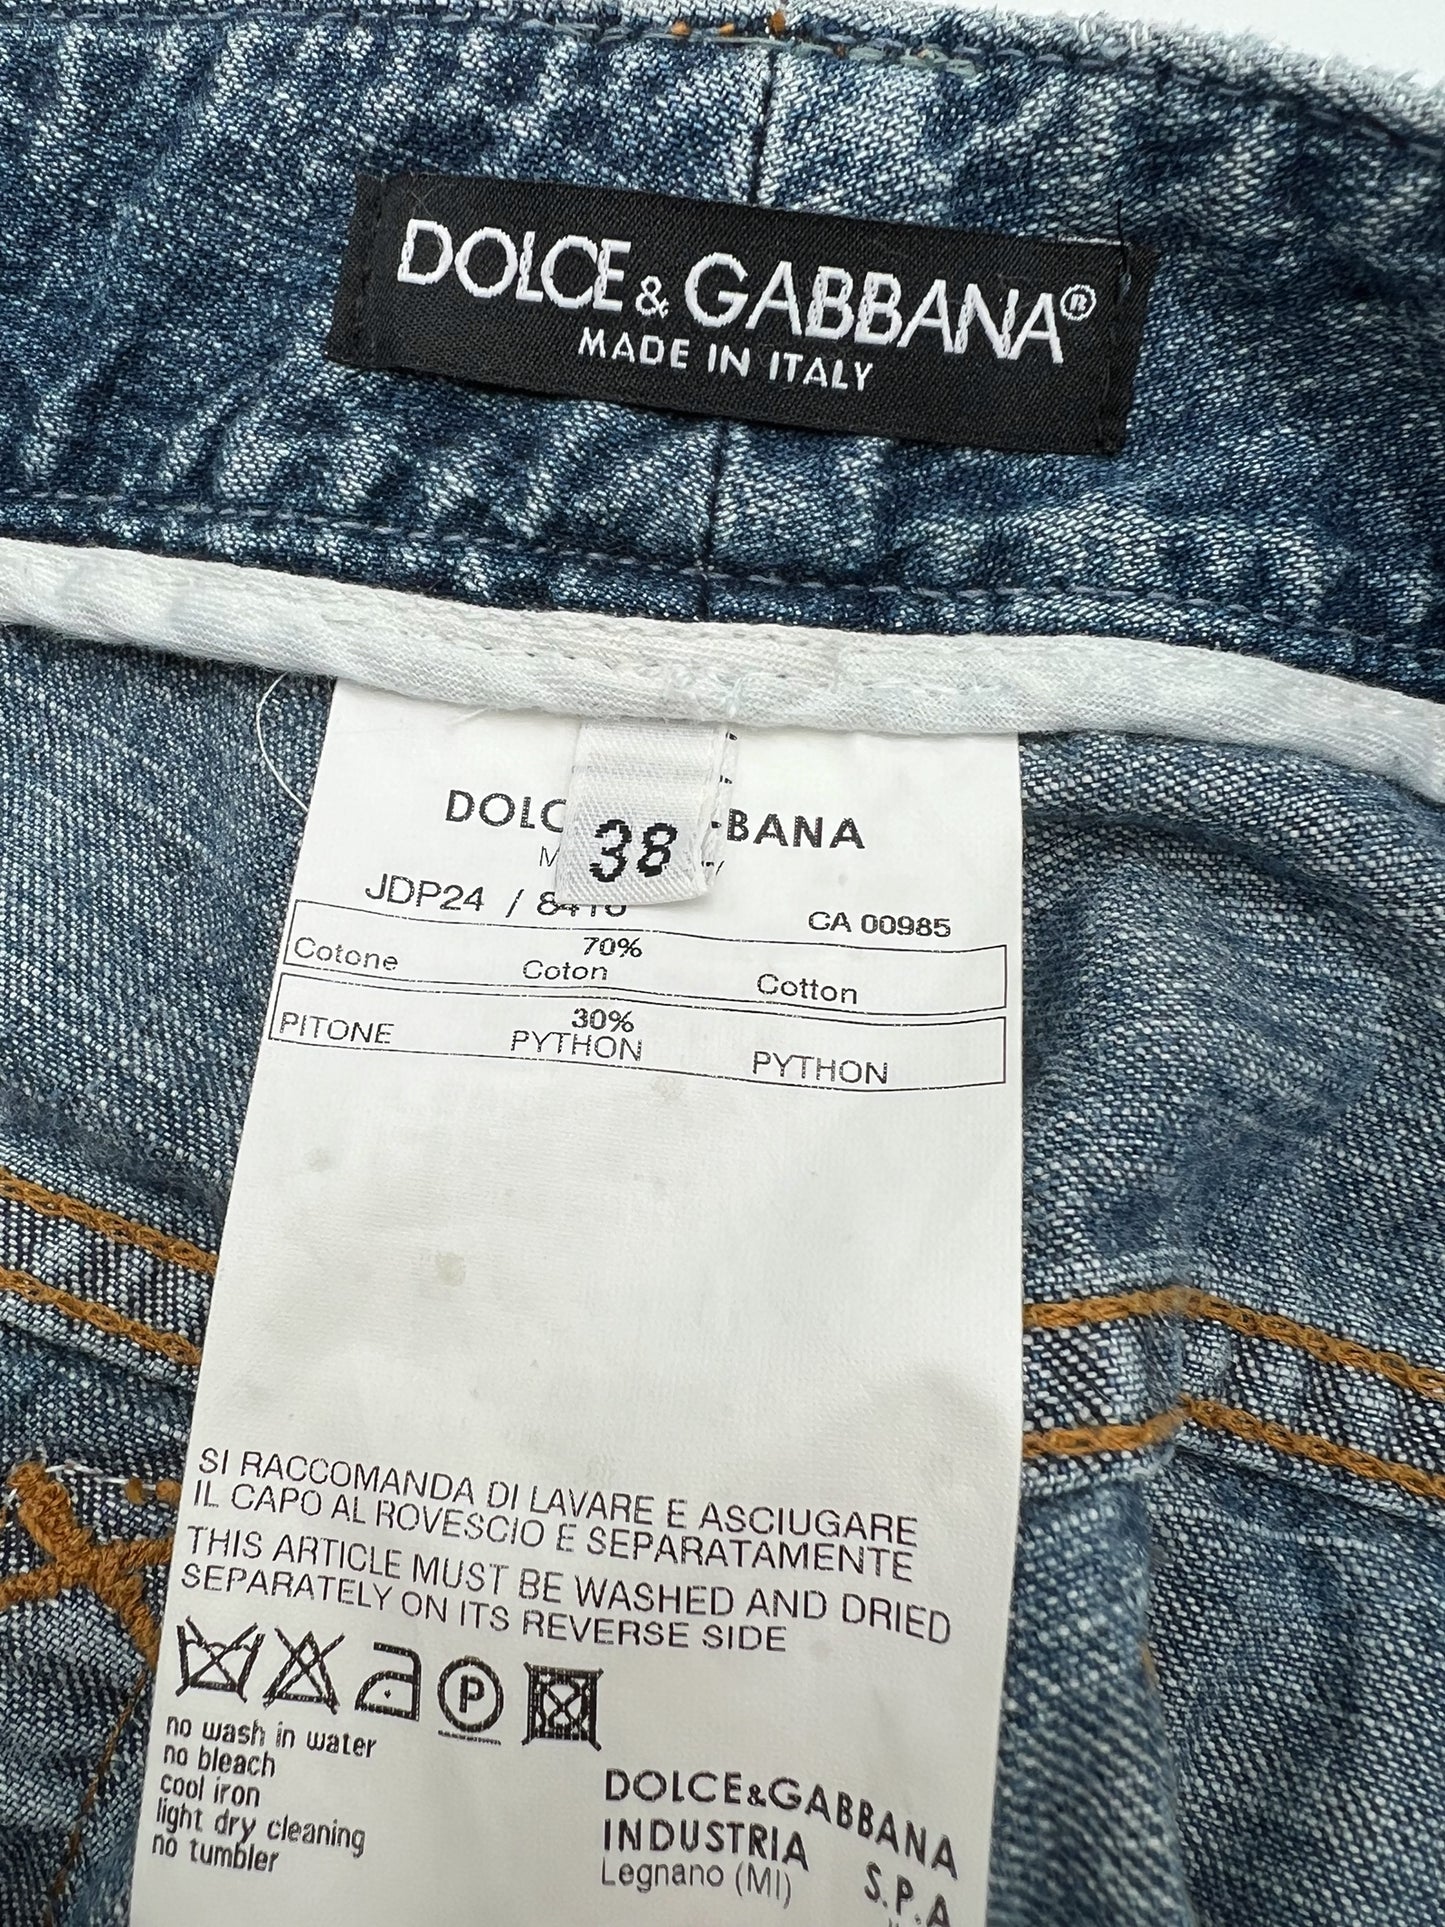 DOLCE & GABBANA®
MADE IN ITALY
38
JDP24 /
CA 00985
70%
Cotone Coton Cotton
30%
PITONE PYTHON PYTHON
SI RACCOMANDA DI LAVARE E ASCIUGARE
IL CAPO AL ROVESCIO E SEPARATAMENTE
THIS ARTICLE MUST BE WASHED AND DRIED
SEPARATELY ON ITS REVERSE SIDE
P
no wash in water
no bleach
cool iron
light dry cleaning
no tumbler
DOLCE&GABBANA
INDUSTRIA S.P.A
Legnano (MI)